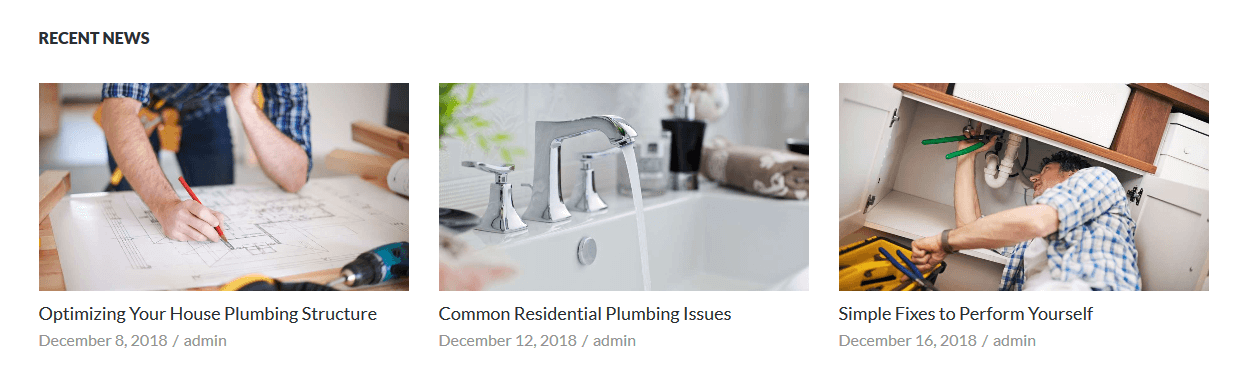 RECENT NEWS
Optimizing Your House Plumbing Structure
December 8, 2018 / admin
Common Residential Plumbing Issues
December 12, 2018 / admin
Simple Fixes to Perform Yourself
December 16, 2018 / admin